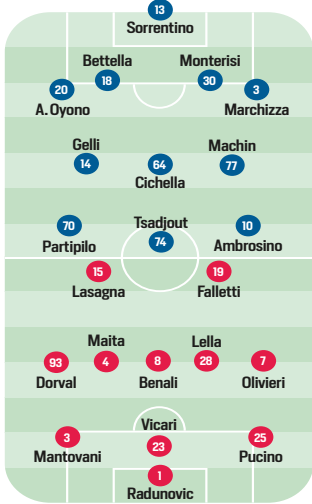 13
Sorrentino
Bettella Monterisi
20 18 30 3
A. Oyono Marchizza
Gelli Machin
14 64 77
Cichella
70 Tsadjout 10
Partipilo 74 Ambrosino
15 19
Lasagna Falletti
Maita Lella
93 4 8 28 7
Dorval Benali Olivieri
Vicari
3 23 25
Mantovani Pucino
1
Radunovic